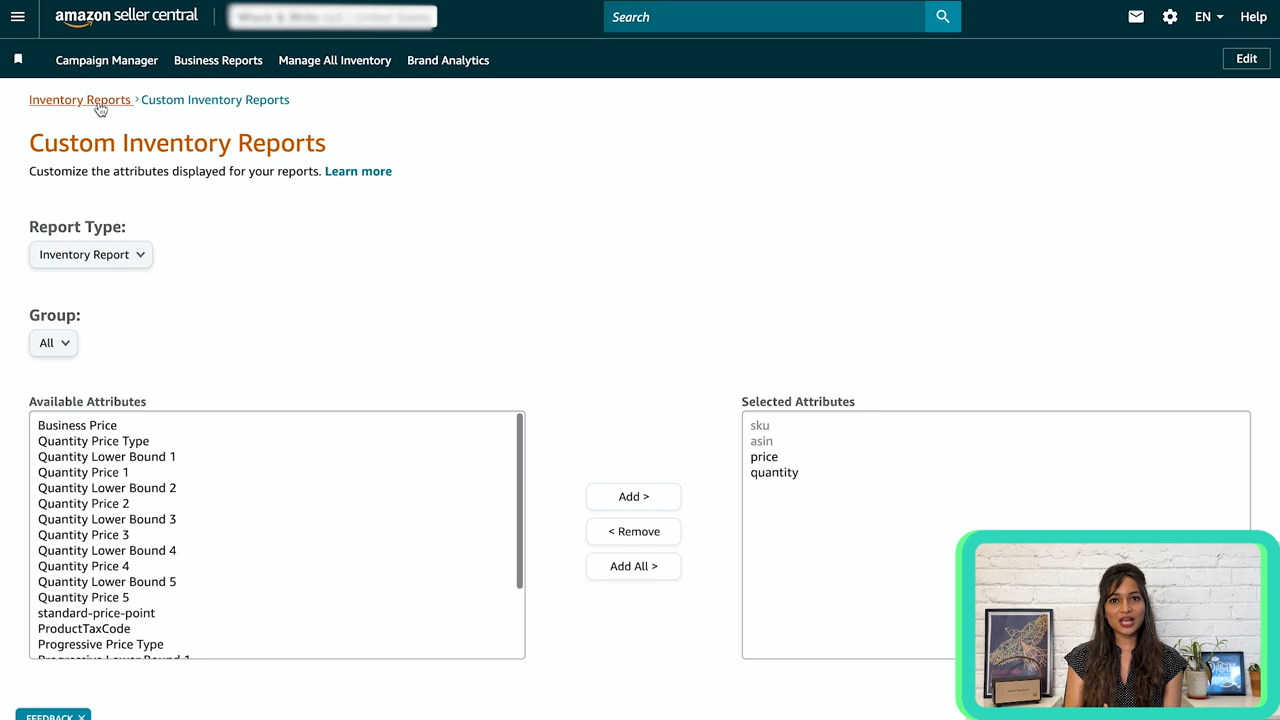 amazon seller central
Search
EN
Help
Campaign Manager
Business Reports
Manage All Inventory
Brand Analytics
Edit
Inventory Reports › Custom Inventory Reports
Custom Inventory Reports
Customize the attributes displayed for your reports. Learn more
Report Type:
Inventory Report
Group:
All
Available Attributes
Business Price
Quantity Price Type
Quantity Lower Bound 1
Quantity Price 1
Quantity Lower Bound 2
Quantity Price 2
Quantity Lower Bound 3
Quantity Price 3
Quantity Lower Bound 4
Quantity Price 4
Quantity Lower Bound 5
Quantity Price 5
standard-price-point
ProductTaxCode
Progressive Price Type
Progressive Lower Bound 1
Add >
< Remove
Add All >
Selected Attributes
sku
asin
price
quantity
FEEDBACK ×